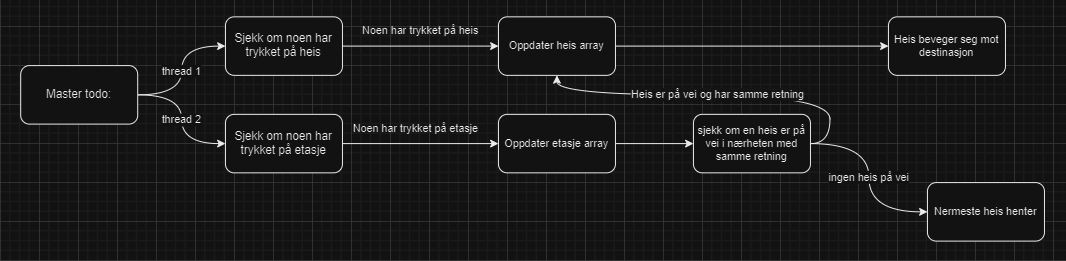 Master todo:
thread 1
thread 2
Sjekk om noen har
trykket på heis
Noen har trykket på heis
Oppdater heis array
Heis beveger seg mot
destinasjon
Sjekk om noen har
trykket på etasje
Noen har trykket på etasje
Oppdater etasje array
sjekk om en heis er på
vei i nærheten med
samme retning
Heis er på vei og har samme retning
ingen heis på vei
Nermeste heis henter